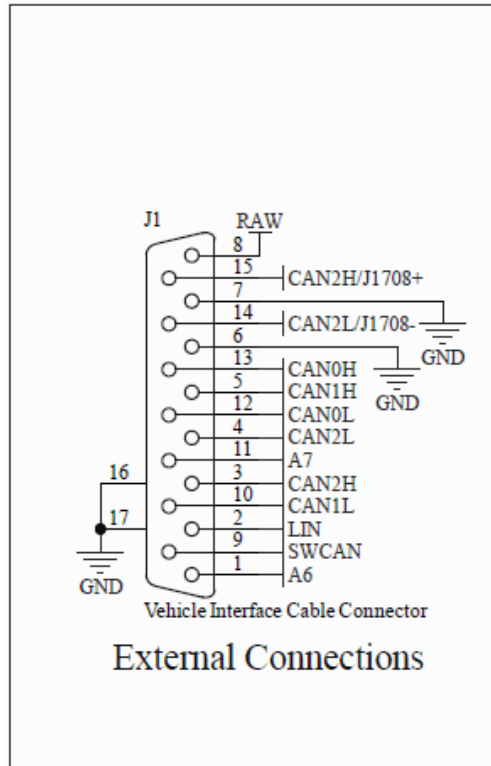 J1
RAW
8
15 CAN2H/J1708+
7
14 CAN2L/J1708-
6 GND
13 CAN0H
GND
5 CAN1H
12 CAN0L
4 CAN2L
11 A7
16 3 CAN2H
10 CAN1L
17 2 LIN
9 SWCAN
GND 1 A6
Vehicle Interface Cable Connector
External Connections